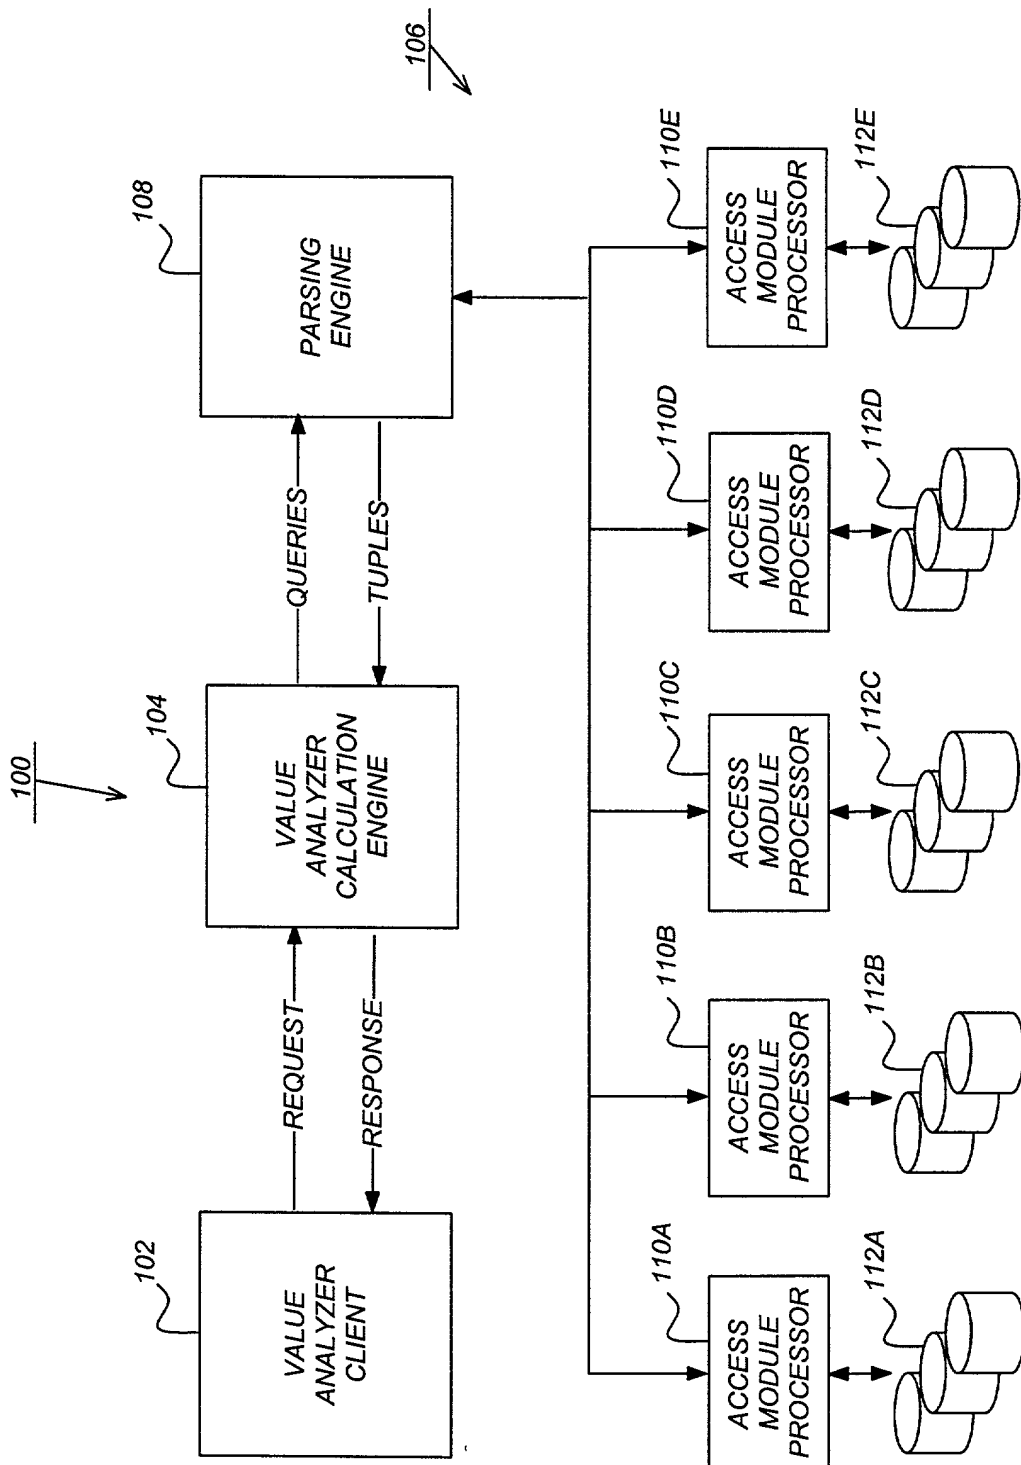 100
102
VALUE
ANALYZER
CLIENT
REQUEST
RESPONSE
104
VALUE
ANALYZER
CALCULATION
ENGINE
QUERIES
TUPLES
108
PARSING
ENGINE
106
110A
ACCESS
MODULE
PROCESSOR
112A
110B
ACCESS
MODULE
PROCESSOR
112B
110C
ACCESS
MODULE
PROCESSOR
112C
110D
ACCESS
MODULE
PROCESSOR
112D
110E
ACCESS
MODULE
PROCESSOR
112E